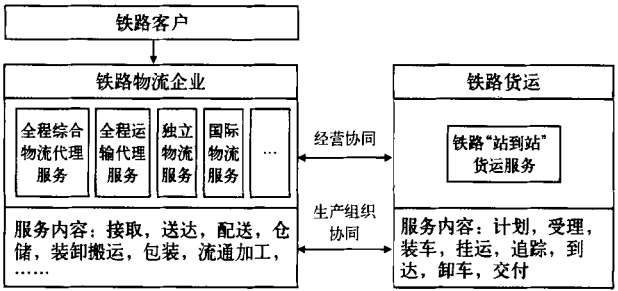 铁路客户
铁路物流企业
全程综合
物流代理
服务
全程运
输代理
服务
独立
物流
服务
国际
物流
服务
…
服务内容：接取，送达，配送，仓
储，装卸搬运，包装，流通加工，
……
经营协同
生产组织
协同
铁路货运
铁路“站到站”
货运服务
服务内容：计划，受理，
装车，挂运，追踪，到
达，卸车，交付